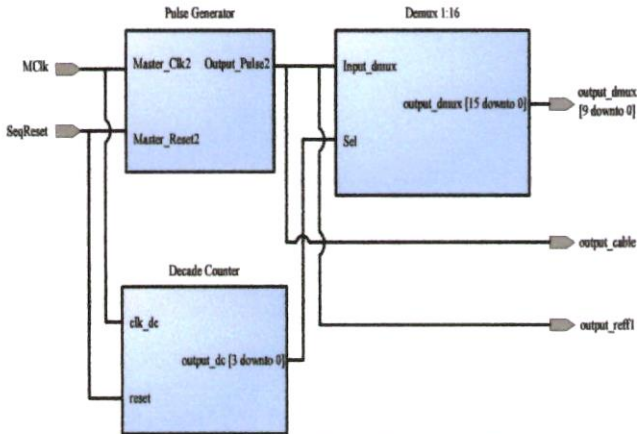 Pulse Generator
Demux 1:16
MClk
Master_Clk2
Output_Pulse2
Input_dmux
output_dmux [15 downto 0]
output_dmux
[9 downto 0]
SeqReset
Master_Reset2
Sel
output_cable
Decade Counter
clk_dc
output_dc [3 downto 0]
output_reff1
reset